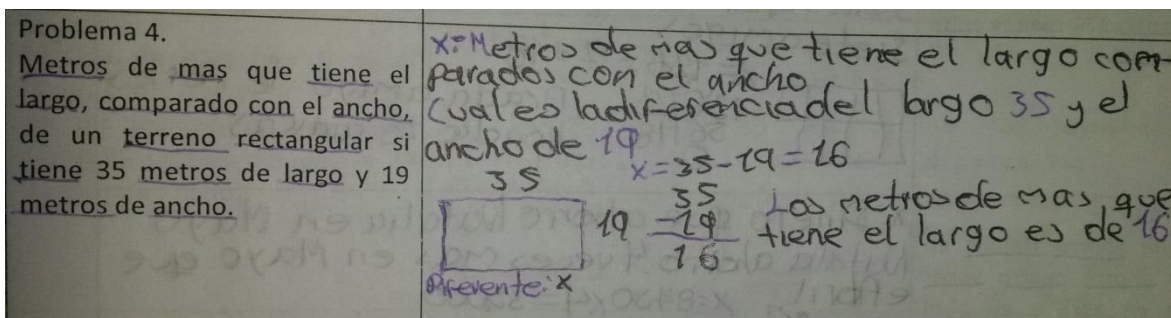 Problema 4.
Metros de mas que tiene el
largo, comparado con el ancho,
de un terreno rectangular si
tiene 35 metros de largo y 19
metros de ancho.
x: Metros de mas que tiene el largo com-
parados con el ancho
Cual es la diferencia del largo 35 y el
ancho de 19
x=35-19=16
35
19
35
-19
16
Los metros de mas que
tiene el largo es de 16
x